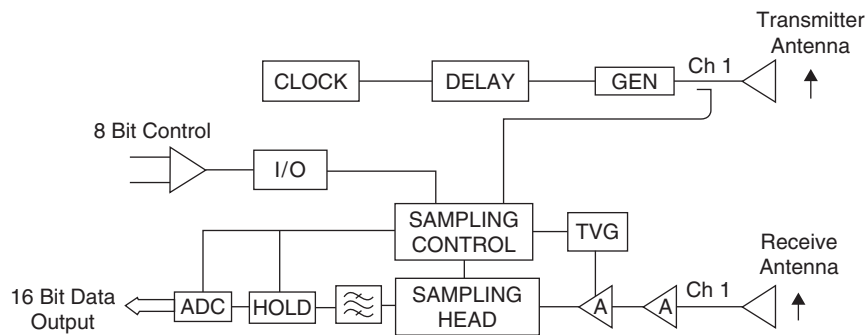 Transmitter
Antenna
CLOCK
DELAY
GEN
Ch 1
8 Bit Control
I/O
SAMPLING
CONTROL
TVG
Receive
Antenna
16 Bit Data
Output
ADC
HOLD
SAMPLING
HEAD
A
A
Ch 1